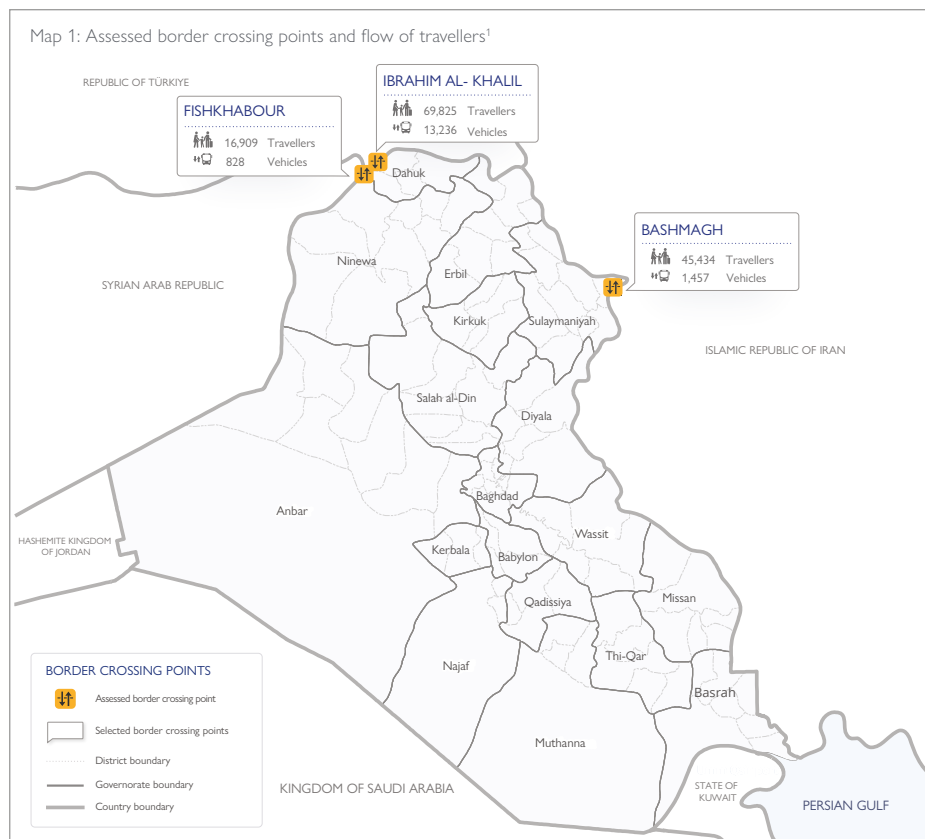 Map 1: Assessed border crossing points and flow of travellers¹
REPUBLIC OF TÜRKIYE
IBRAHIM AL- KHALIL
69,825 Travellers
13,236 Vehicles
FISHKHABOUR
16,909 Travellers
828 Vehicles
Dahuk
BASHMAGH
45,434 Travellers
1,457 Vehicles
Ninewa
Erbil
SYRIAN ARAB REPUBLIC
Kirkuk
Sulaymaniyah
ISLAMIC REPUBLIC OF IRAN
Salah al-Din
Diyala
Baghdad
Anbar
Wassit
HASHEMITE KINGDOM
OF JORDAN
Kerbala
Babylon
Qadissiya
Missan
Najaf
Thi-Qar
Basrah
Muthanna
BORDER CROSSING POINTS
Assessed border crossing point
Selected border crossing points
District boundary
Governorate boundary
Country boundary
KINGDOM OF SAUDI ARABIA
STATE OF
KUWAIT
PERSIAN GULF